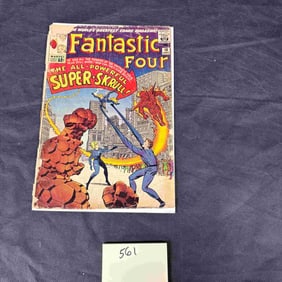 THE WORLD'S GREATEST COMIC MAGAZINE!
Fantastic
Four
THE ALL-POWERFUL
SUPER-SKRULL!
561